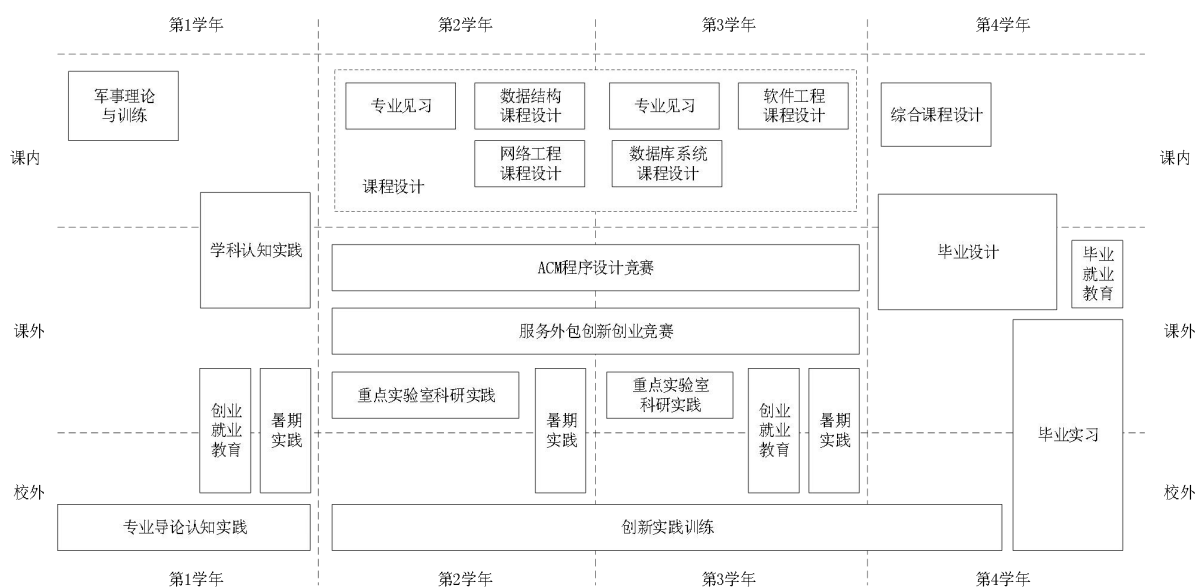 第1学年
第2学年
第3学年
第4学年
军事理论
与训练
专业见习
数据结构
课程设计
专业见习
软件工程
课程设计
综合课程设计
课内
课内
网络工程
课程设计
数据库系统
课程设计
课程设计
学科认知实践
毕业设计
毕业
就业
教育
ACM程序设计竞赛
课外
服务外包创新创业竞赛
课外
重点实验室科研实践
重点实验室
科研实践
创业
就业
教育
暑期
实践
暑期
实践
创业
就业
教育
暑期
实践
毕业实习
校外
校外
专业导论认知实践
创新实践训练
第1学年
第2学年
第3学年
第4学年